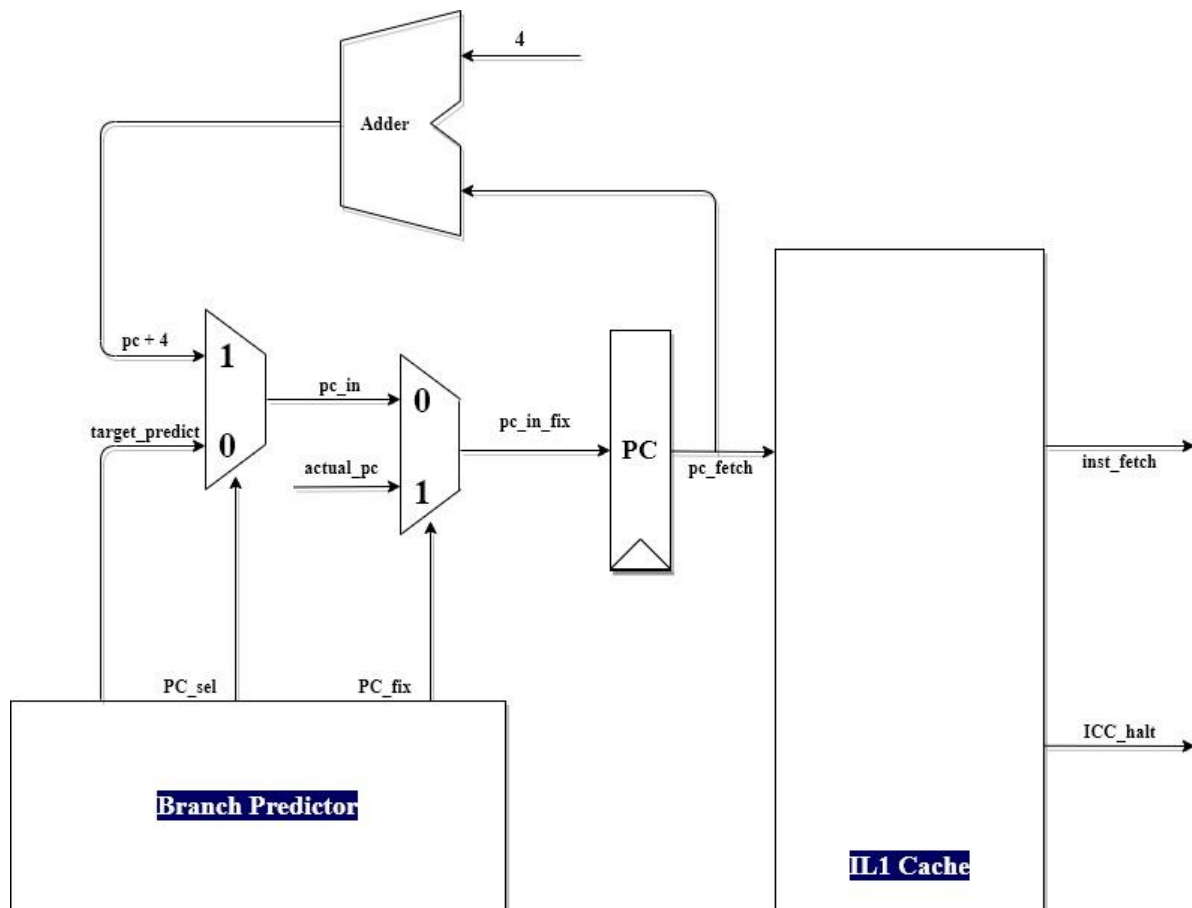 4
Adder
pc + 4
1
pc_in
0
target_predict
0
pc_in_fix
PC
pc_fetch
actual_pc
1
inst_fetch
PC_sel
PC_fix
ICC_halt
Branch Predictor
IL1 Cache